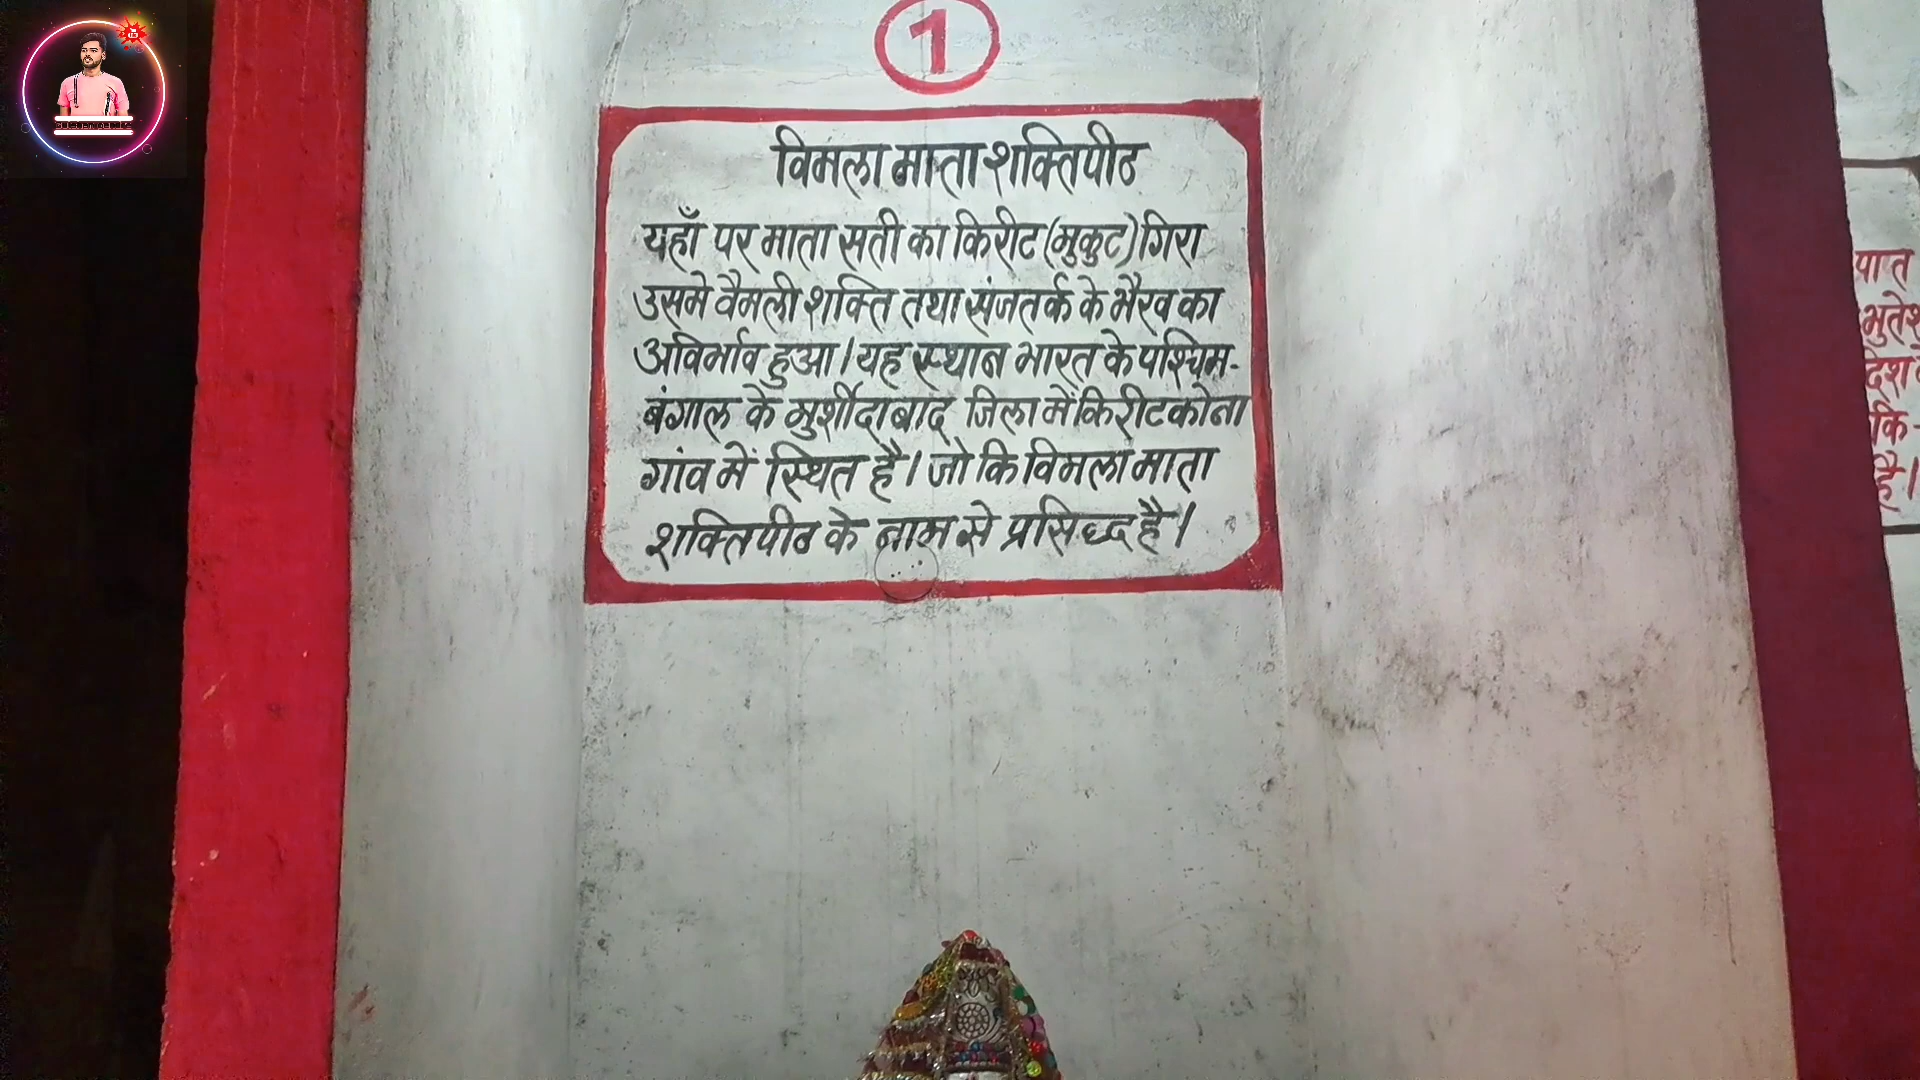 1
विमला माता शक्तिपीठ
यहाँ पर माता सती का किरीट (मुकुट) गिरा
उसमे वैमली शक्ति तथा संजतर्क के भैरव का
अविर्भाव हुआ । यह स्थान भारत के पश्चिम-
बंगाल के मुर्शीदाबाद जिला में किरीटकोना
गांव में स्थित है । जो कि विमला माता
शक्तिपीठ के नाम से प्रसिध्द है ।
पात
भुतेश
कि-
है ।